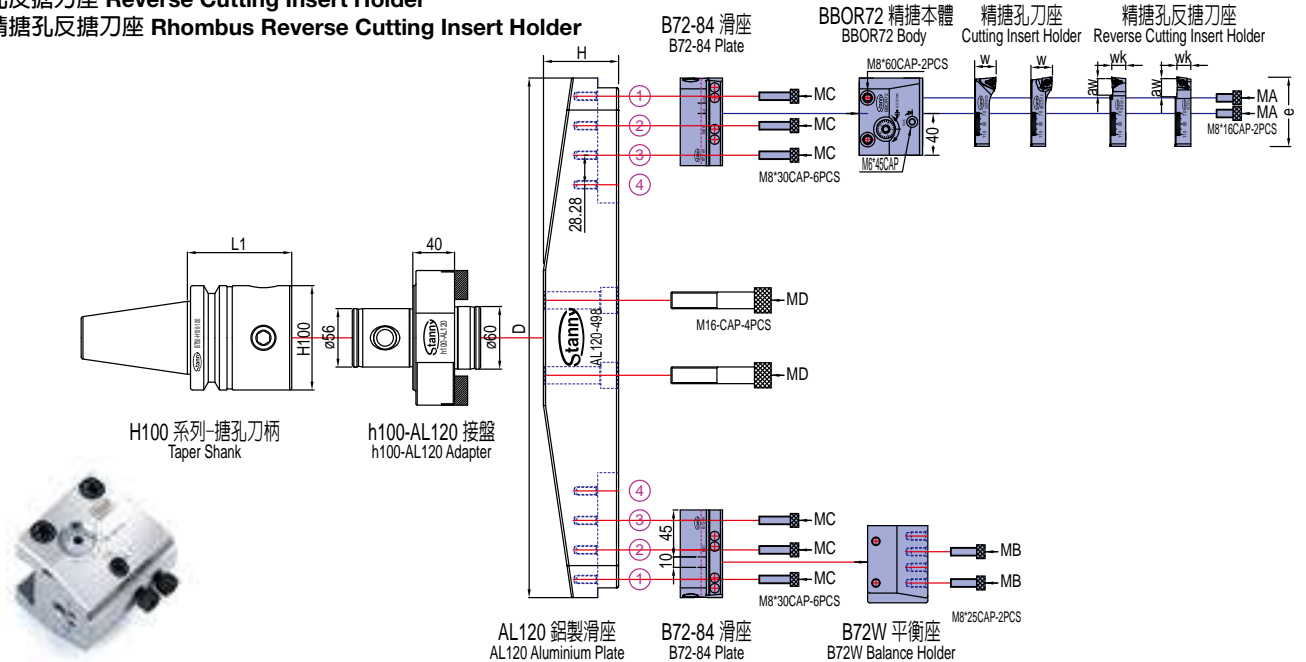 孔反搪刀座 Reverse Cutting Insert Holder
精搪孔反搪刀座 Rhombus Reverse Cutting Insert Holder
B72-84 滑座
B72-84 Plate
BBOR72 精搪本體
BBOR72 Body
精搪孔刀座
Cutting Insert Holder
精搪孔反搪刀座
Reverse Cutting Insert Holder
H
M8*60CAP-2PCS
w
w
wk
wk
aw
aw
e
1
2
3
4
MC
MC
MC
M8*30CAP-6PCS
Stanny
40
M6*45CAP
MA
MA
M8*16CAP-2PCS
28.28
L1
40
D
H100
ø56
ø60
Stanny
Stanny
h100-AL120
Stanny
AL120-498
MD
M16-CAP-4PCS
MD
H100 系列-搪孔刀柄
Taper Shank
h100-AL120 接盤
h100-AL120 Adapter
4
3
2
1
45
10
MC
MC
MC
M8*30CAP-6PCS
MB
MB
M8*25CAP-2PCS
AL120 鋁製滑座
AL120 Aluminium Plate
B72-84 滑座
B72-84 Plate
B72W 平衡座
B72W Balance Holder